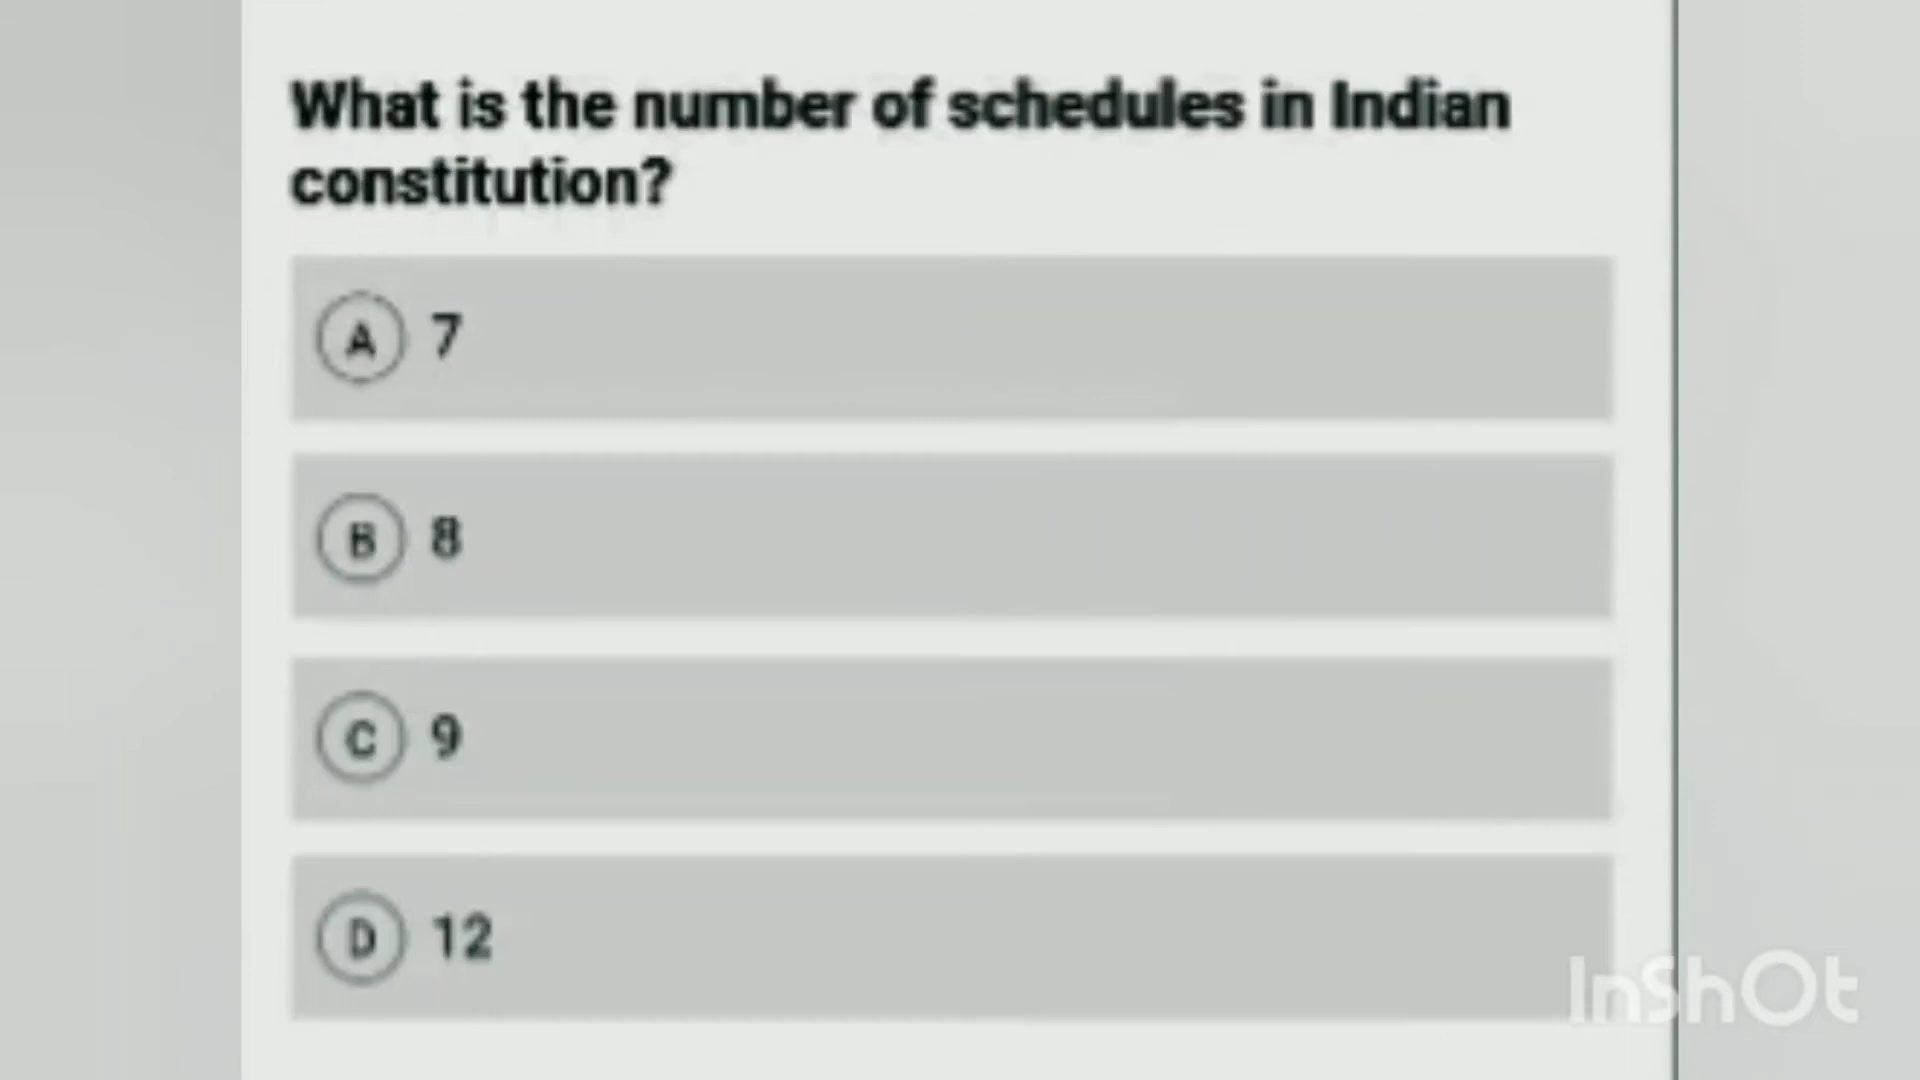 What is the number of schedules in Indian
constitution?
A 7
B 8
C 9
D 12
InShOt